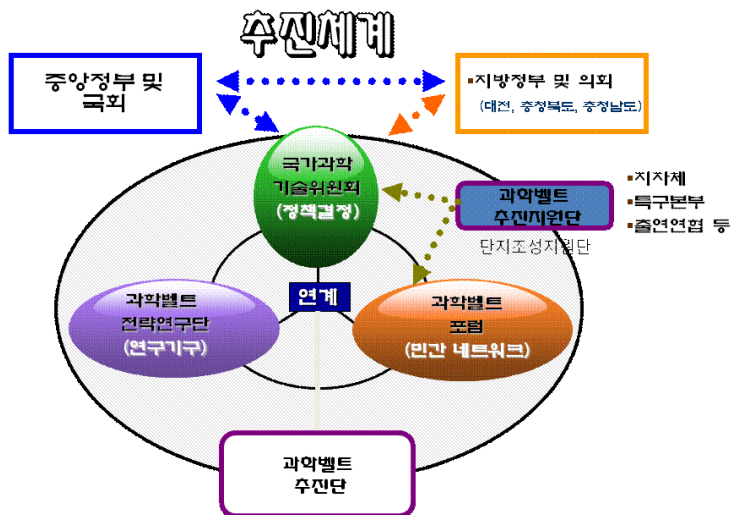 추진체계
중앙정부 및
국회
▪지방정부 및 의회
(대전, 충청북도, 충청남도)
국가과학
기술위원회
(정책결정)
과학벨트
추진지원단
단지조성지원단
▪지자체
▪특구본부
▪출연연협 등
연계
과학벨트
전략연구단
(연구기구)
과학벨트
포럼
(민간 네트워크)
과학벨트
추진단